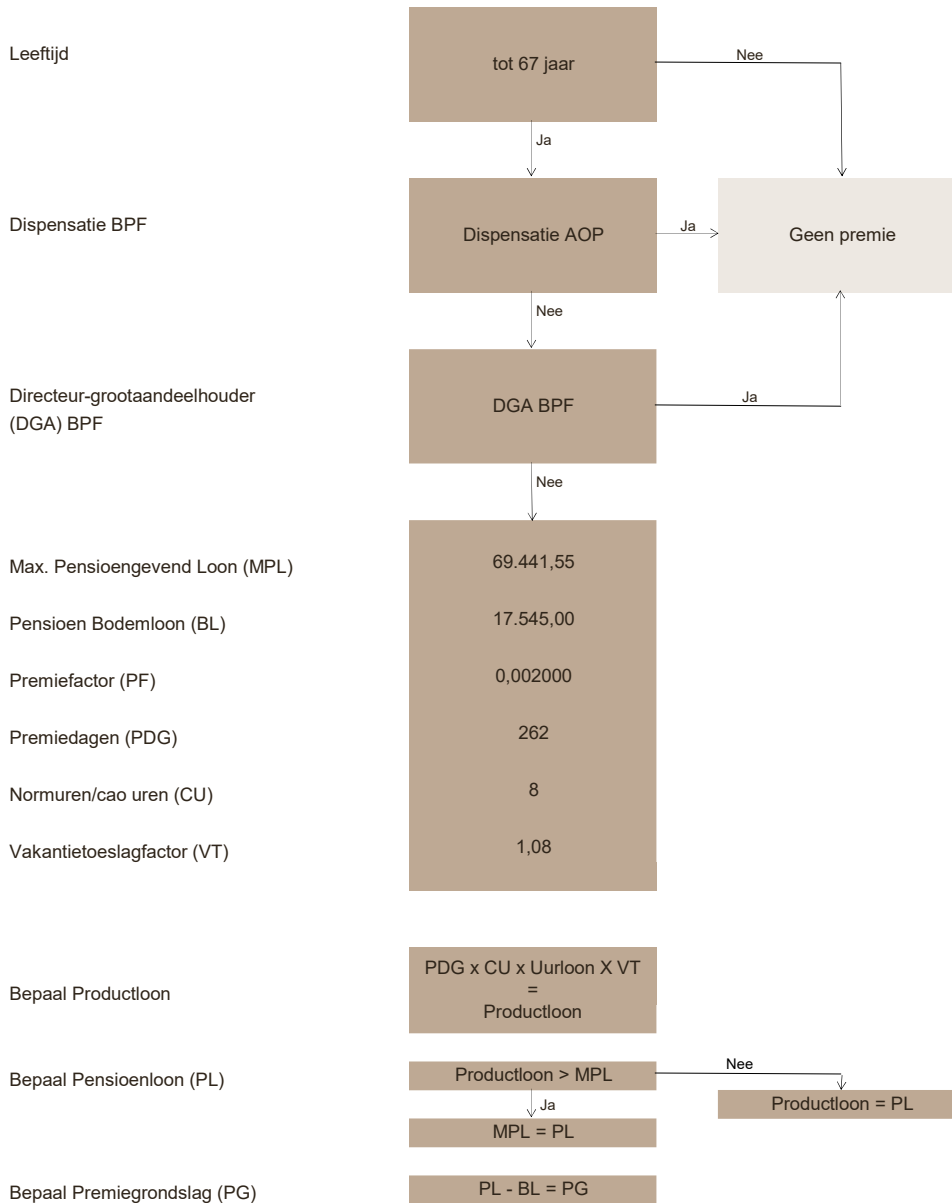 Leeftijd
tot 67 jaar
Nee
Ja
Dispensatie BPF
Dispensatie AOP
Ja
Geen premie
Nee
Directeur-grootaandeelhouder
(DGA) BPF
DGA BPF
Ja
Nee
Max. Pensioengevend Loon (MPL)
69.441,55
Pensioen Bodemloon (BL)
17.545,00
Premiefactor (PF)
0,002000
Premiedagen (PDG)
262
Normuren/cao uren (CU)
8
Vakantietoeslagfactor (VT)
1,08
Bepaal Productloon
PDG x CU x Uurloon X VT
=
Productloon
Bepaal Pensioenloon (PL)
Productloon > MPL
Nee
Ja
Productloon = PL
MPL = PL
Bepaal Premiegrondslag (PG)
PL - BL = PG